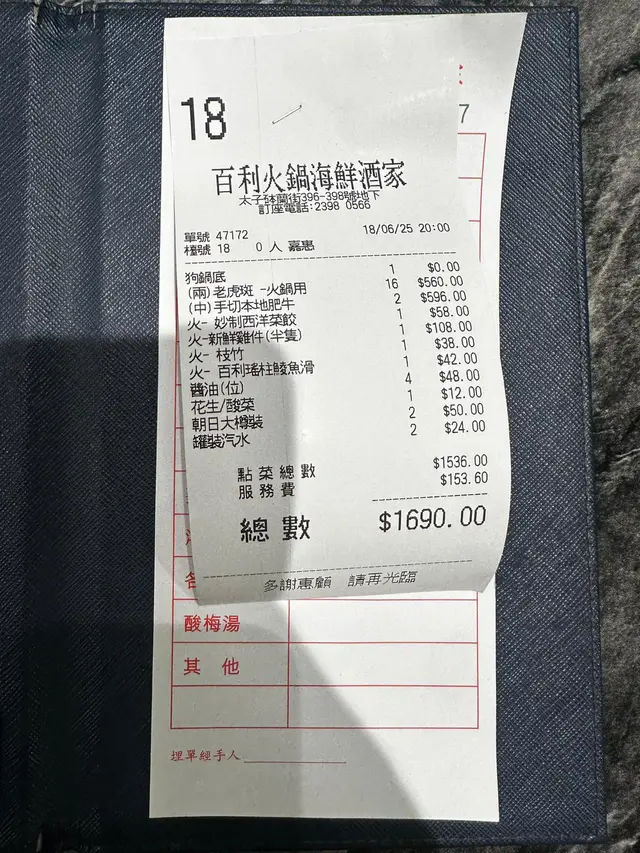 7
18
百利火鍋海鮮酒家
太子砵蘭街396-398號地下
訂座電話:2398 0566
單號 47172 18/06/25 20:00
檯號 18 0 人 嘉惠
狗鍋底 1 $0.00
(兩) 老虎斑 -火鍋用 16 $560.00
(中) 手切本地肥牛 2 $596.00
火- 妙制西洋菜餃 1 $58.00
火-新鮮雞件(半隻) 1 $108.00
火- 枝竹 1 $38.00
火- 百利瑤柱鯪魚滑 1 $42.00
醬油(位) 4 $48.00
花生/酸菜 1 $12.00
朝日大樽裝 2 $50.00
罐裝汽水 2 $24.00
點菜總數 $1536.00
服務費 $153.60
總數 $1690.00
多謝惠顧 請再光臨
酸梅湯
其他
埋單經手人